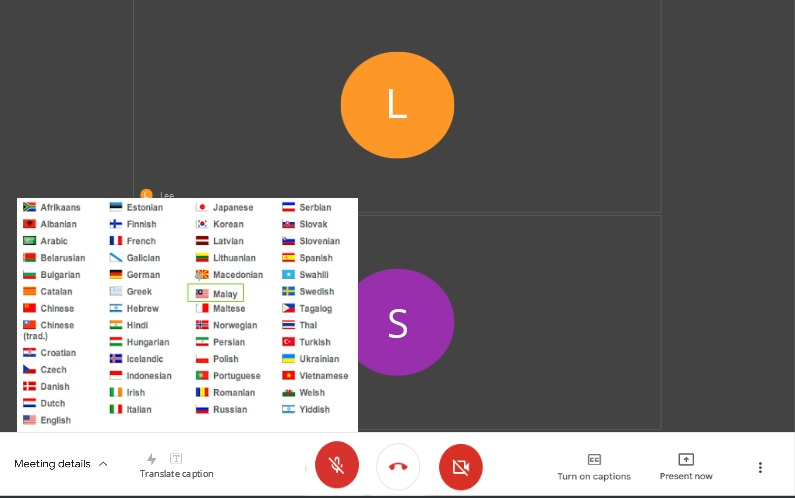 L
L Lee
Afrikaans Estonian Japanese Serbian
Albanian Finnish Korean Slovak
Arabic French Latvian Slovenian
Belarusian Galician Lithuanian Spanish
Bulgarian German Macedonian Swahili
Catalan Greek Malay Swedish
Chinese Hebrew Maltese Tagalog
Chinese Hindi Norwegian Thai
(trad.) Hungarian Persian Turkish
Croatian Icelandic Polish Ukrainian
Czech Indonesian Portuguese Vietnamese
Danish Irish Romanian Welsh
Dutch Italian Russian Yiddish
English
S
Meeting details
T
Translate caption
CC
Turn on captions
Present now